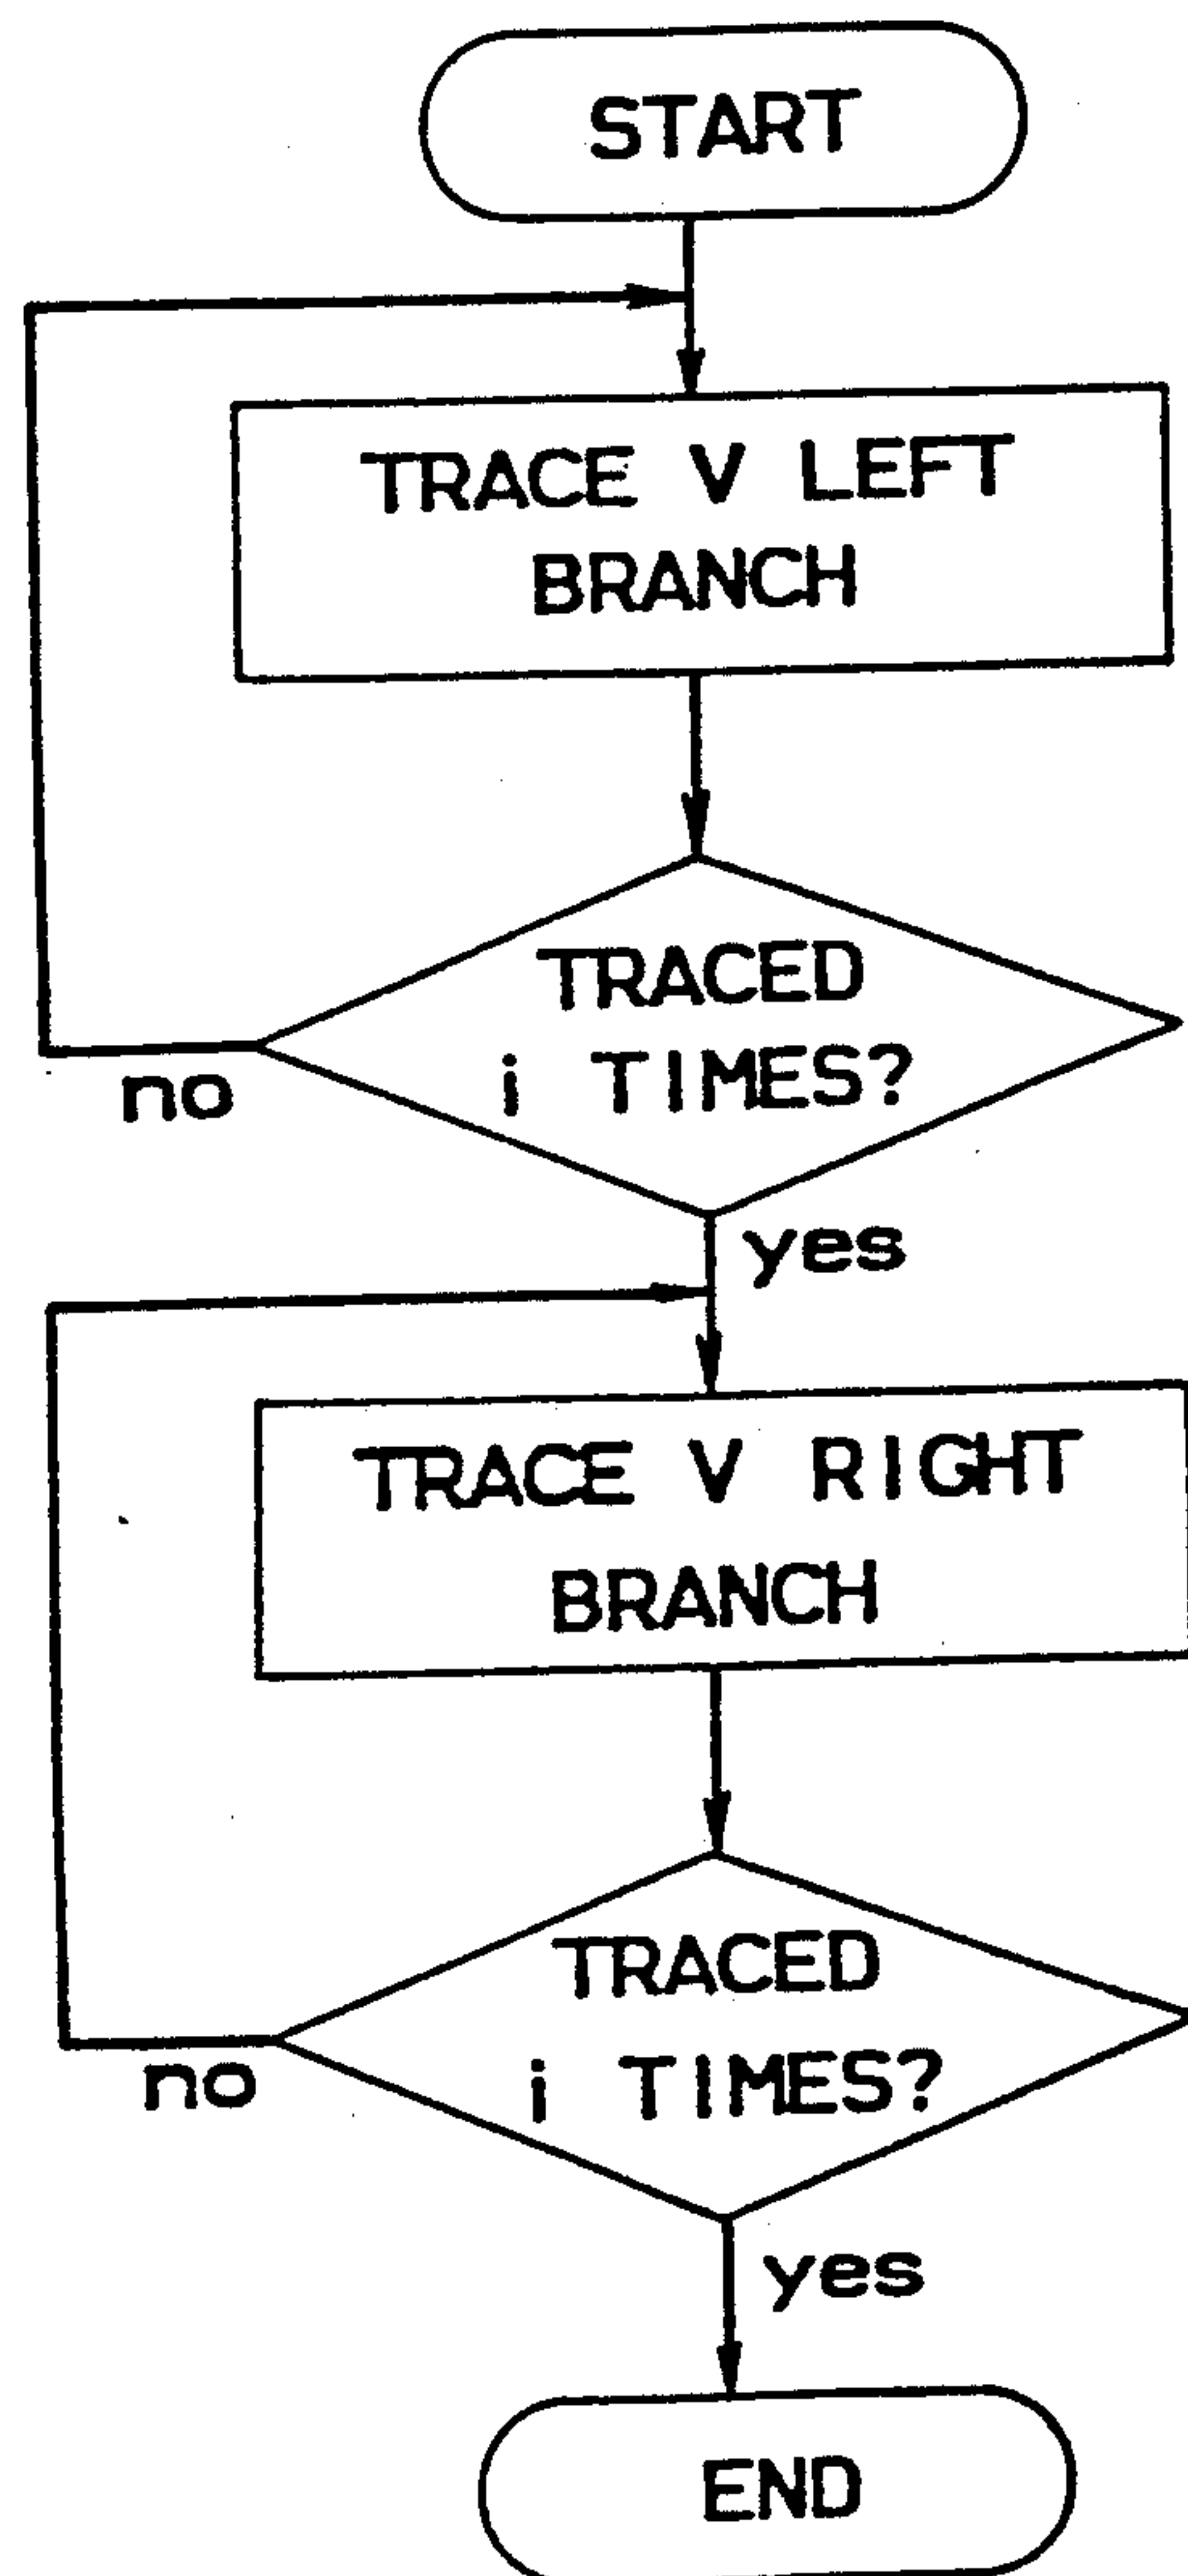 START
TRACE V LEFT
BRANCH
TRACED
i TIMES?
no
yes
TRACE V RIGHT
BRANCH
TRACED
i TIMES?
no
yes
END